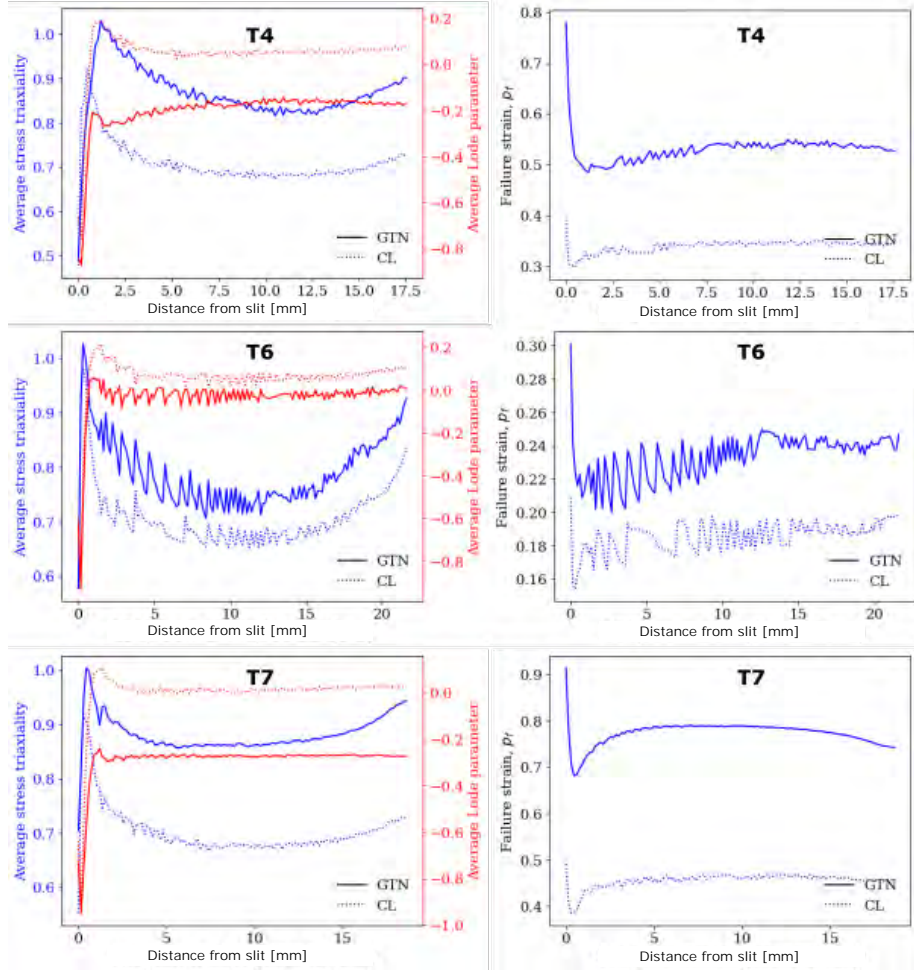 T4
Average stress triaxiality
1.0
0.9
0.8
0.7
0.6
0.5
0.2
0.0
−0.2
−0.4
−0.6
−0.8
Average Lode parameter
GTN
CL
0.0 2.5 5.0 7.5 10.0 12.5 15.0 17.5
Distance from slit [mm]
T4
Failure strain, pf
0.8
0.7
0.6
0.5
0.4
0.3
GTN
CL
0.0 2.5 5.0 7.5 10.0 12.5 15.0 17.5
Distance from slit [mm]
T6
Average stress triaxiality
1.0
0.9
0.8
0.7
0.6
0.2
0.0
−0.2
−0.4
−0.6
−0.8
Average Lode parameter
GTN
CL
0 5 10 15 20
Distance from slit [mm]
T6
Failure strain, pf
0.30
0.28
0.26
0.24
0.22
0.20
0.18
0.16
GTN
CL
0 5 10 15 20
Distance from slit [mm]
T7
Average stress triaxiality
1.0
0.9
0.8
0.7
0.6
0.0
−0.2
−0.4
−0.6
−0.8
−1.0
Average Lode parameter
GTN
CL
0 5 10 15
Distance from slit [mm]
T7
Failure strain, pf
0.9
0.8
0.7
0.6
0.5
0.4
GTN
CL
0 5 10 15
Distance from slit [mm]